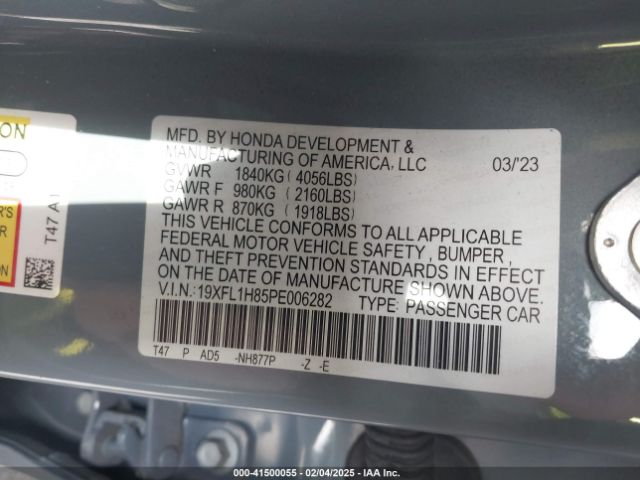 ION
R'S
R
T47 A1
MFD. BY HONDA DEVELOPMENT &
MANUFACTURING OF AMERICA, LLC 03/'23
GVWR 1840KG (4056LBS)
GAWR F 980KG (2160LBS)
GAWR R 870KG (1918LBS)
THIS VEHICLE CONFORMS TO ALL APPLICABLE
FEDERAL MOTOR VEHICLE SAFETY, BUMPER,
AND THEFT PREVENTION STANDARDS IN EFFECT
ON THE DATE OF MANUFACTURE SHOWN ABOVE.
V.I.N.:19XFL1H85PE006282 TYPE: PASSENGER CAR
T47 P AD5 -NH877P -Z -E
000-41500055 - 02/04/2025 - IAA Inc.